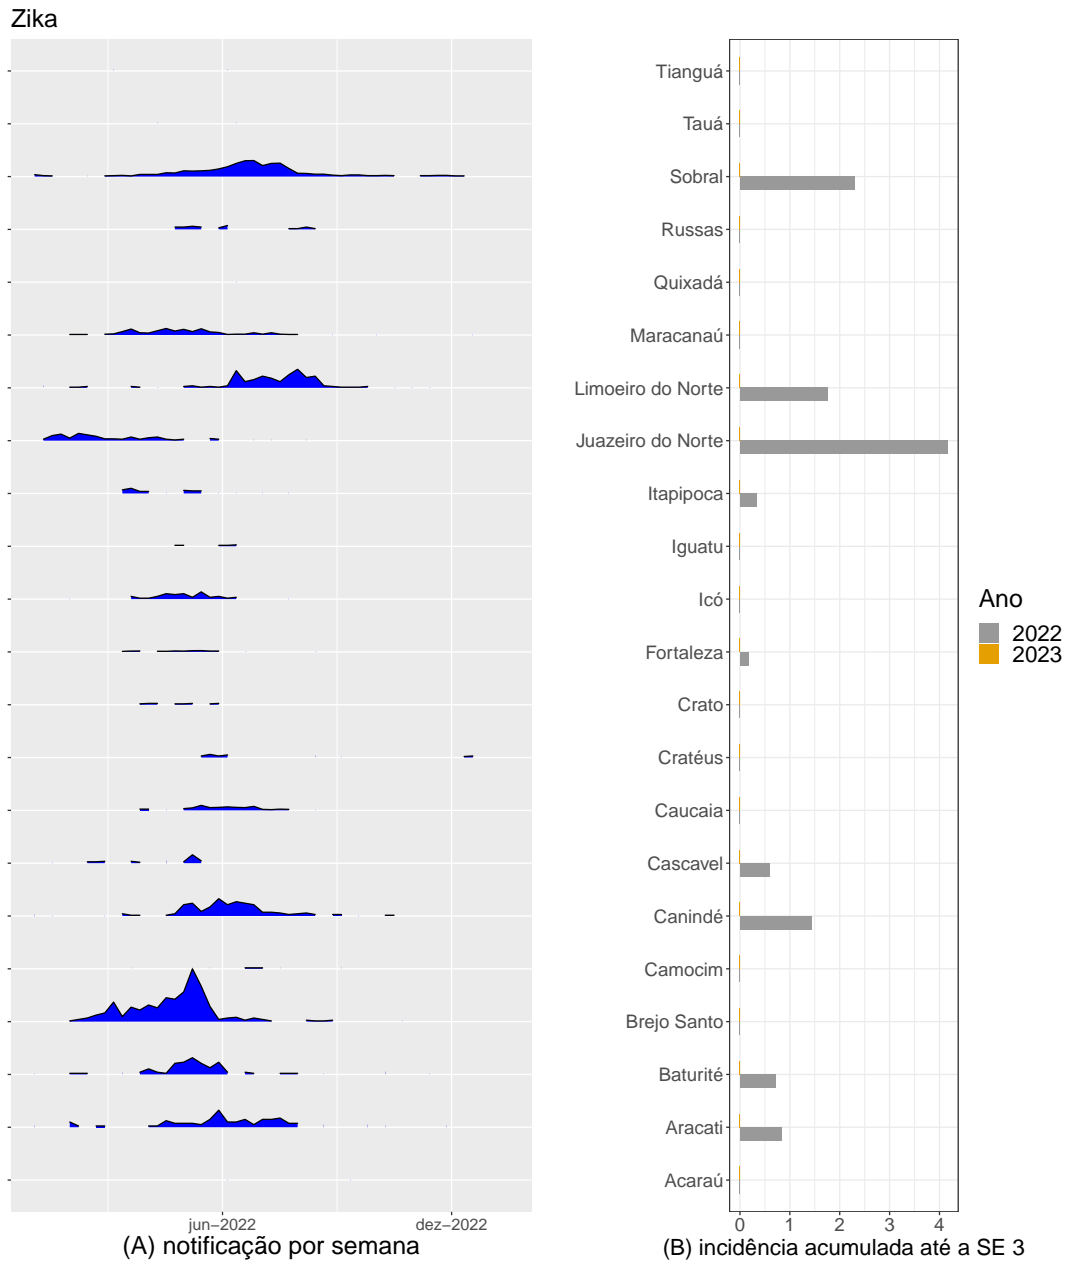 Zika
Tianguá
Tauá
Sobral
Russas
Quixadá
Maracanaú
Limoeiro do Norte
Juazeiro do Norte
Itapipoca
Iguatu
Icó
Fortaleza
Crato
Cratéus
Caucaia
Cascavel
Canindé
Camocim
Brejo Santo
Baturité
Aracati
Acaraú
Ano
2022
2023
jun−2022 dez−2022
(A) notificação por semana
0 1 2 3 4
(B) incidência acumulada até a SE 3